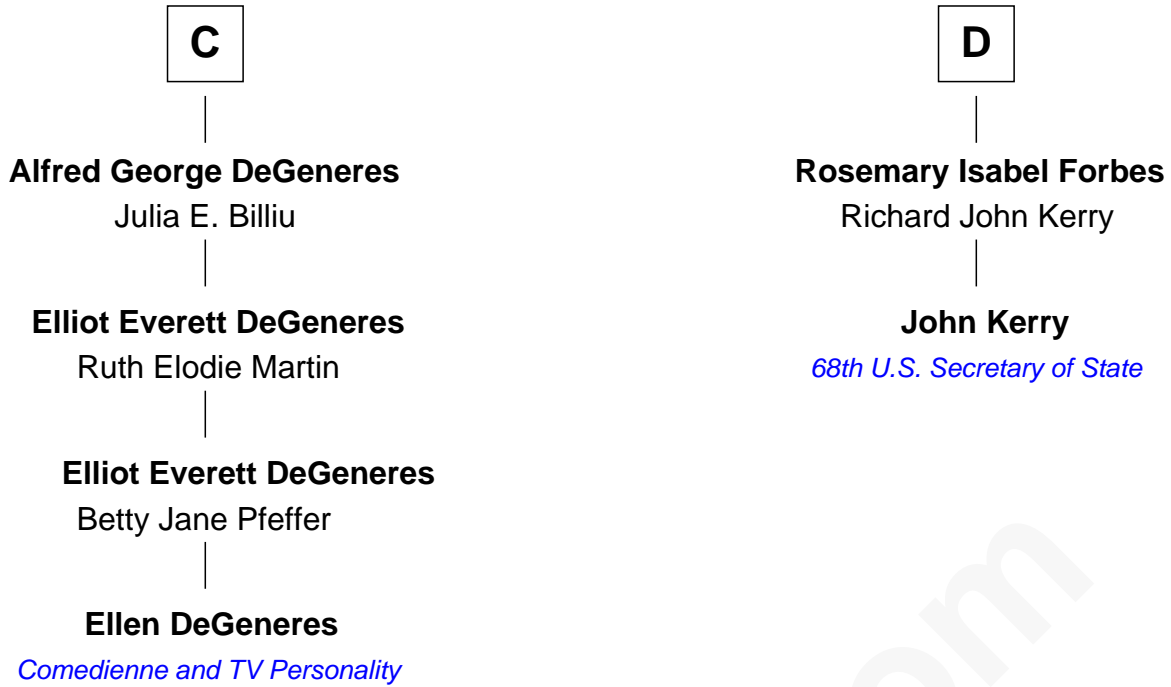 C
Alfred George DeGeneres
Julia E. Billiu
Elliot Everett DeGeneres
Ruth Elodie Martin
Elliot Everett DeGeneres
Betty Jane Pfeffer
Ellen DeGeneres
Comedienne and TV Personality
D
Rosemary Isabel Forbes
Richard John Kerry
John Kerry
68th U.S. Secretary of State
om